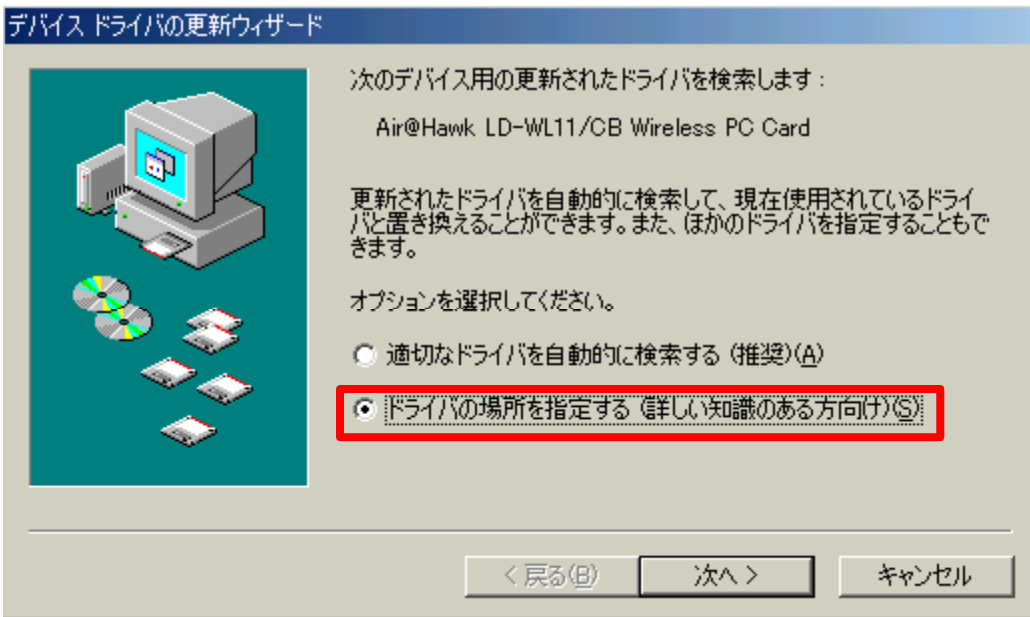 デバイス ドライバの更新ウィザード
次のデバイス用の更新されたドライバを検索します：
Air@Hawk LD-WL11/CB Wireless PC Card
更新されたドライバを自動的に検索して、現在使用されているドライ
バと置き換えることができます。また、ほかのドライバを指定することもで
きます。
オプションを選択してください。
適切なドライバを自動的に検索する (推奨)(A)
ドライバの場所を指定する (詳しい知識のある方向け)(S)
< 戻る(B)
次へ >
キャンセル